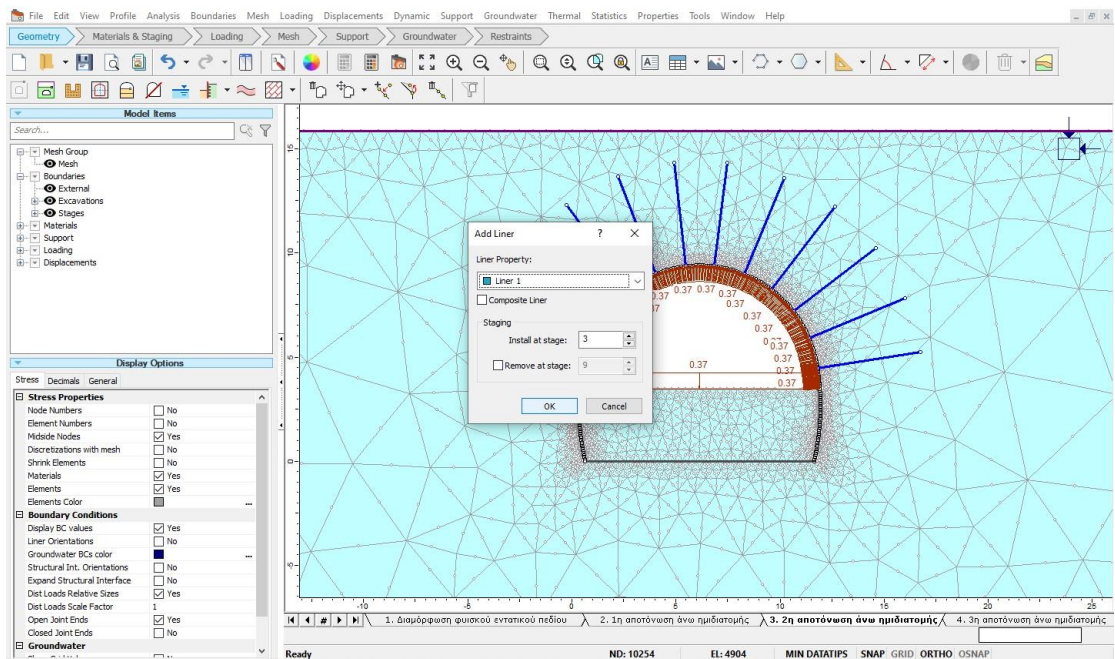 File Edit View Profile Analysis Boundaries Mesh Loading Displacements Dynamic Support Groundwater Thermal Statistics Properties Tools Window Help
Geometry Materials & Staging Loading Mesh Support Groundwater Restraints
Model Items
Search...
Mesh Group
Mesh
Boundaries
External
Excavations
Stages
Materials
Support
Loading
Displacements
Display Options
Stress Decimals General
Stress Properties
Node Numbers No
Element Numbers No
Midside Nodes Yes
Discretizations with mesh No
Shrink Elements No
Materials Yes
Elements Yes
Elements Color ...
Boundary Conditions
Display BC values Yes
Liner Orientations No
Groundwater BCs color ...
Structural Int. Orientations No
Expand Structural Interface No
Dist Loads Relative Sizes Yes
Dist Loads Scale Factor 1
Open Joint Ends Yes
Closed Joint Ends No
Groundwater
15
10
5
0
-5
Add Liner ? X
Liner Property:
Liner 1
Composite Liner
Staging
Install at stage: 3
Remove at stage: 9
OK Cancel
0.37 0.37 0.37 0.37
0.37
0.37
0.37
0.37
0.37
0.37
0.37
0.37
-10 -5 0 5 10 15 20 25
1. Διαμόρφωση φυσικού εντατικού πεδίου 2. 1η αποτόνωση άνω ημιδιατομής 3. 2η αποτόνωση άνω ημιδιατομής 4. 3η αποτόνωση άνω ημιδιατομής
Ready ND: 10254 EL: 4904 MIN DATATIPS SNAP GRID ORTHO OSNAP